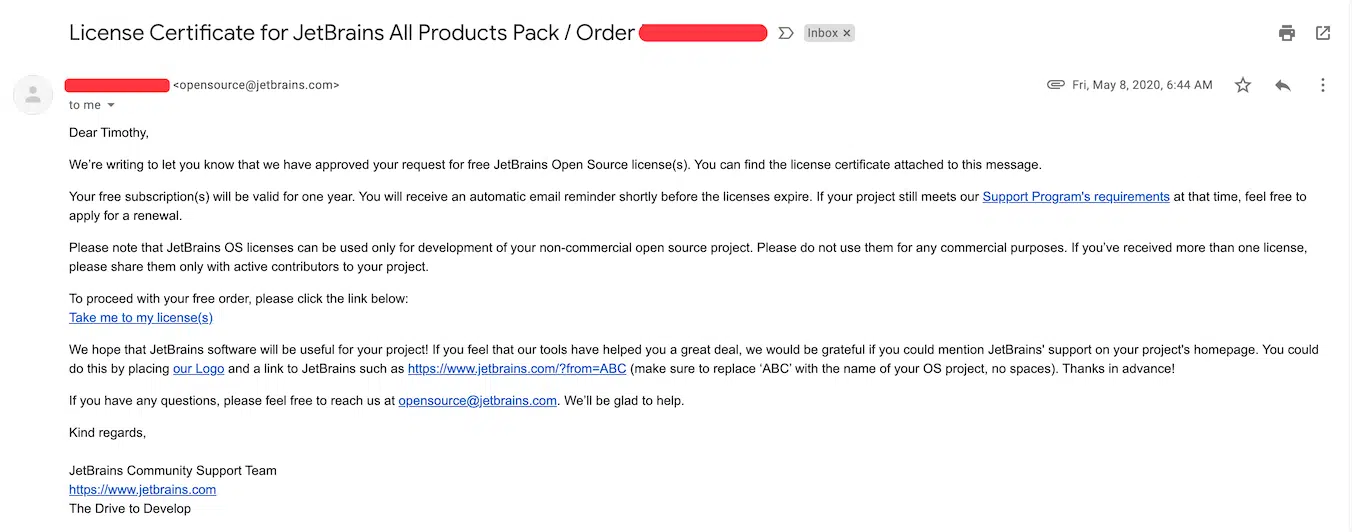 License Certificate for JetBrains All Products Pack / Order
Inbox ×
<opensource@jetbrains.com>
Fri, May 8, 2020, 6:44 AM
to me
Dear Timothy,
We’re writing to let you know that we have approved your request for free JetBrains Open Source license(s). You can find the license certificate attached to this message.
Your free subscription(s) will be valid for one year. You will receive an automatic email reminder shortly before the licenses expire. If your project still meets our Support Program's requirements at that time, feel free to
apply for a renewal.
Please note that JetBrains OS licenses can be used only for development of your non-commercial open source project. Please do not use them for any commercial purposes. If you’ve received more than one license,
please share them only with active contributors to your project.
To proceed with your free order, please click the link below:
Take me to my license(s)
We hope that JetBrains software will be useful for your project! If you feel that our tools have helped you a great deal, we would be grateful if you could mention JetBrains' support on your project's homepage. You could
do this by placing our Logo and a link to JetBrains such as https://www.jetbrains.com/?from=ABC (make sure to replace ‘ABC’ with the name of your OS project, no spaces). Thanks in advance!
If you have any questions, please feel free to reach us at opensource@jetbrains.com. We’ll be glad to help.
Kind regards,
JetBrains Community Support Team
https://www.jetbrains.com
The Drive to Develop